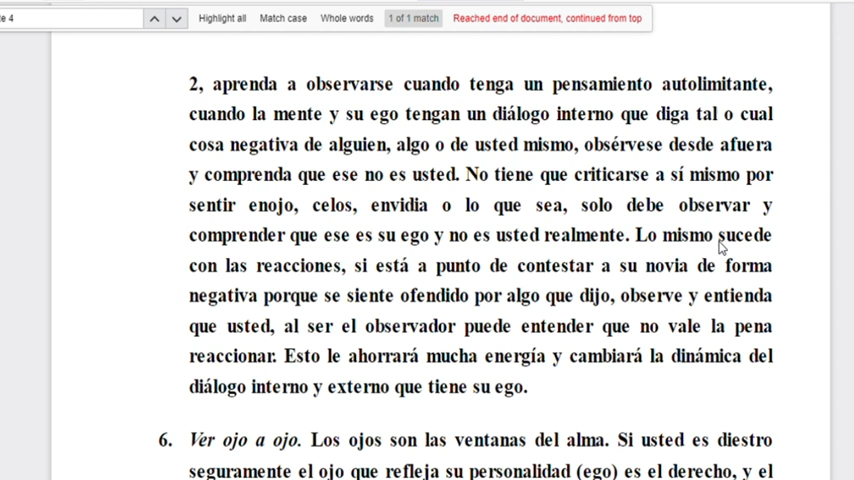 e 4 Highlight all Match case Whole words 1 of 1 match Reached end of document, continued from top
2, aprenda a observarse cuando tenga un pensamiento autolimitante,
cuando la mente y su ego tengan un diálogo interno que diga tal o cual
cosa negativa de alguien, algo o de usted mismo, obsérvese desde afuera
y comprenda que ese no es usted. No tiene que criticarse a sí mismo por
sentir enojo, celos, envidia o lo que sea, solo debe observar y
comprender que ese es su ego y no es usted realmente. Lo mismo sucede
con las reacciones, si está a punto de contestar a su novia de forma
negativa porque se siente ofendido por algo que dijo, observe y entienda
que usted, al ser el observador puede entender que no vale la pena
reaccionar. Esto le ahorrará mucha energía y cambiará la dinámica del
diálogo interno y externo que tiene su ego.
6. Ver ojo a ojo. Los ojos son las ventanas del alma. Si usted es diestro
seguramente el ojo que refleja su personalidad (ego) es el derecho, y el